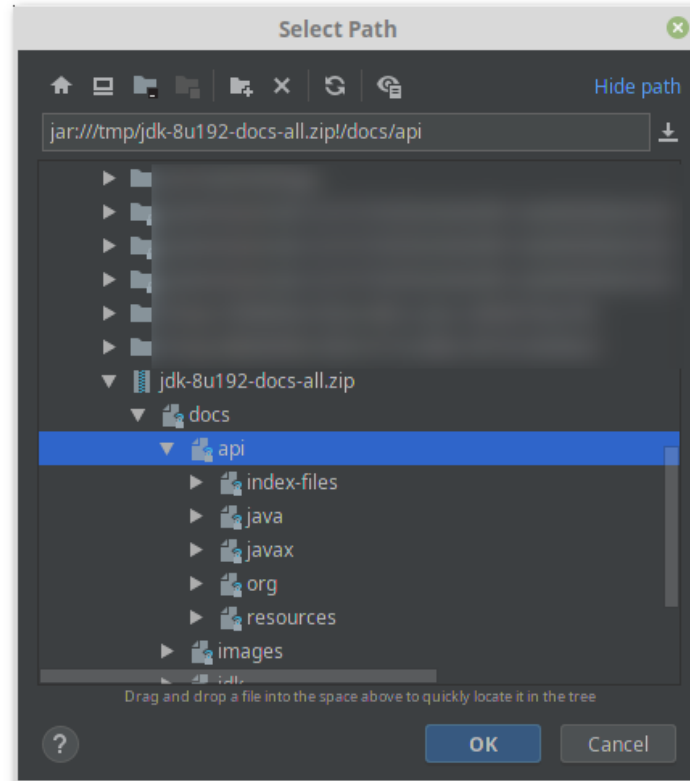 Select Path
Hide path
jar:///tmp/jdk-8u192-docs-all.zip!/docs/api
jdk-8u192-docs-all.zip
docs
api
index-files
java
javax
org
resources
images
jdk
Drag and drop a file into the space above to quickly locate it in the tree
?
OK
Cancel